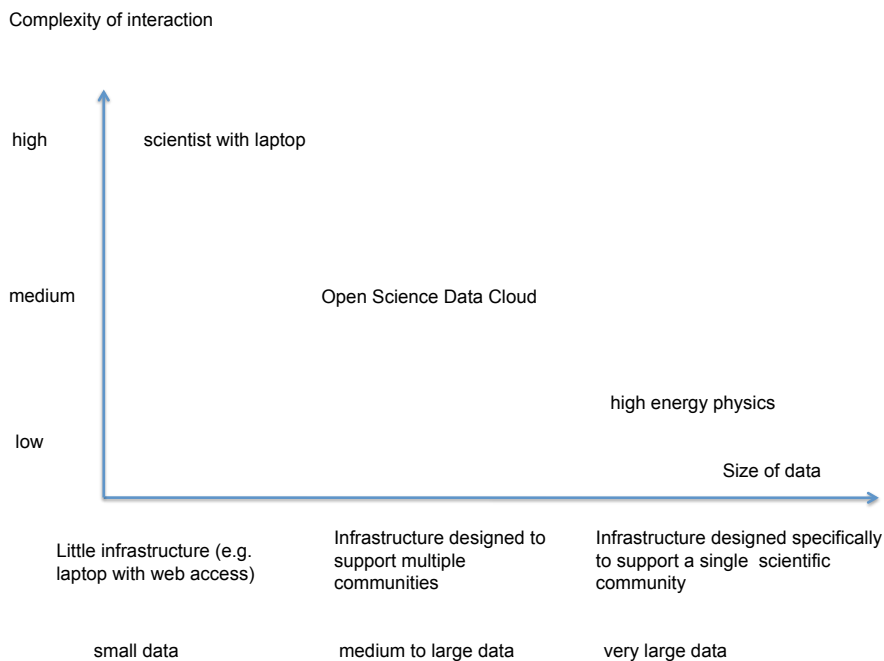 Complexity of interaction
high
scientist with laptop
medium
Open Science Data Cloud
high energy physics
low
Size of data
Little infrastructure (e.g.
laptop with web access)
Infrastructure designed to
support multiple
communities
Infrastructure designed specifically
to support a single scientific
community
small data
medium to large data
very large data